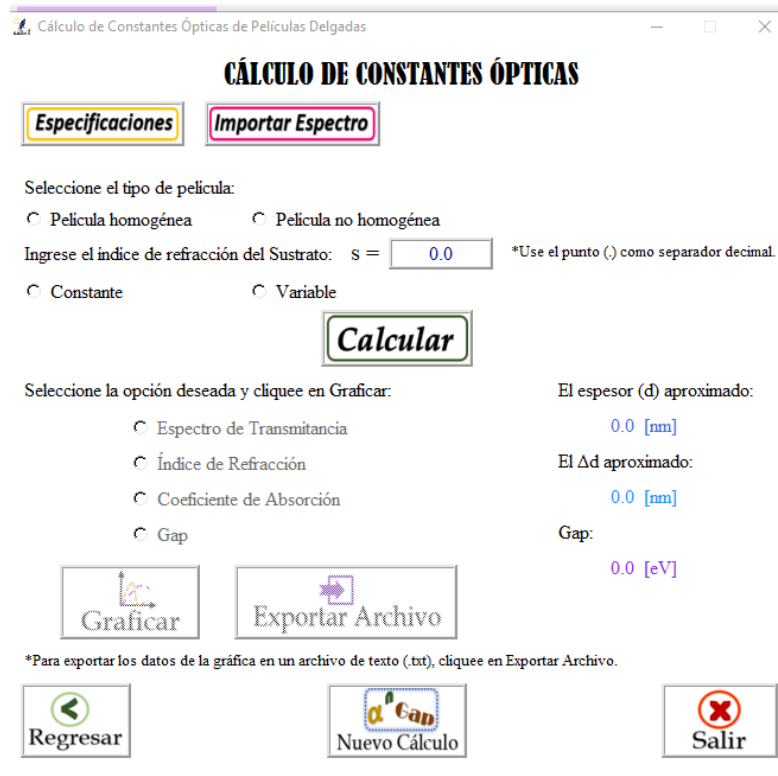 Cálculo de Constantes Ópticas de Películas Delgadas
CÁLCULO DE CONSTANTES ÓPTICAS
Especificaciones Importar Espectro
Seleccione el tipo de película:
Película homogénea Película no homogénea
Ingrese el índice de refracción del Sustrato: s = 0.0 *Use el punto (.) como separador decimal.
Constante Variable
Calcular
Seleccione la opción deseada y cliquee en Graficar: El espesor (d) aproximado:
Espectro de Transmitancia 0.0 [nm]
Índice de Refracción El Δd aproximado:
Coeficiente de Absorción 0.0 [nm]
Gap Gap:
0.0 [eV]
Graficar Exportar Archivo
*Para exportar los datos de la gráfica en un archivo de texto (.txt), cliquee en Exportar Archivo.
α n Gap
Regresar Nuevo Cálculo Salir